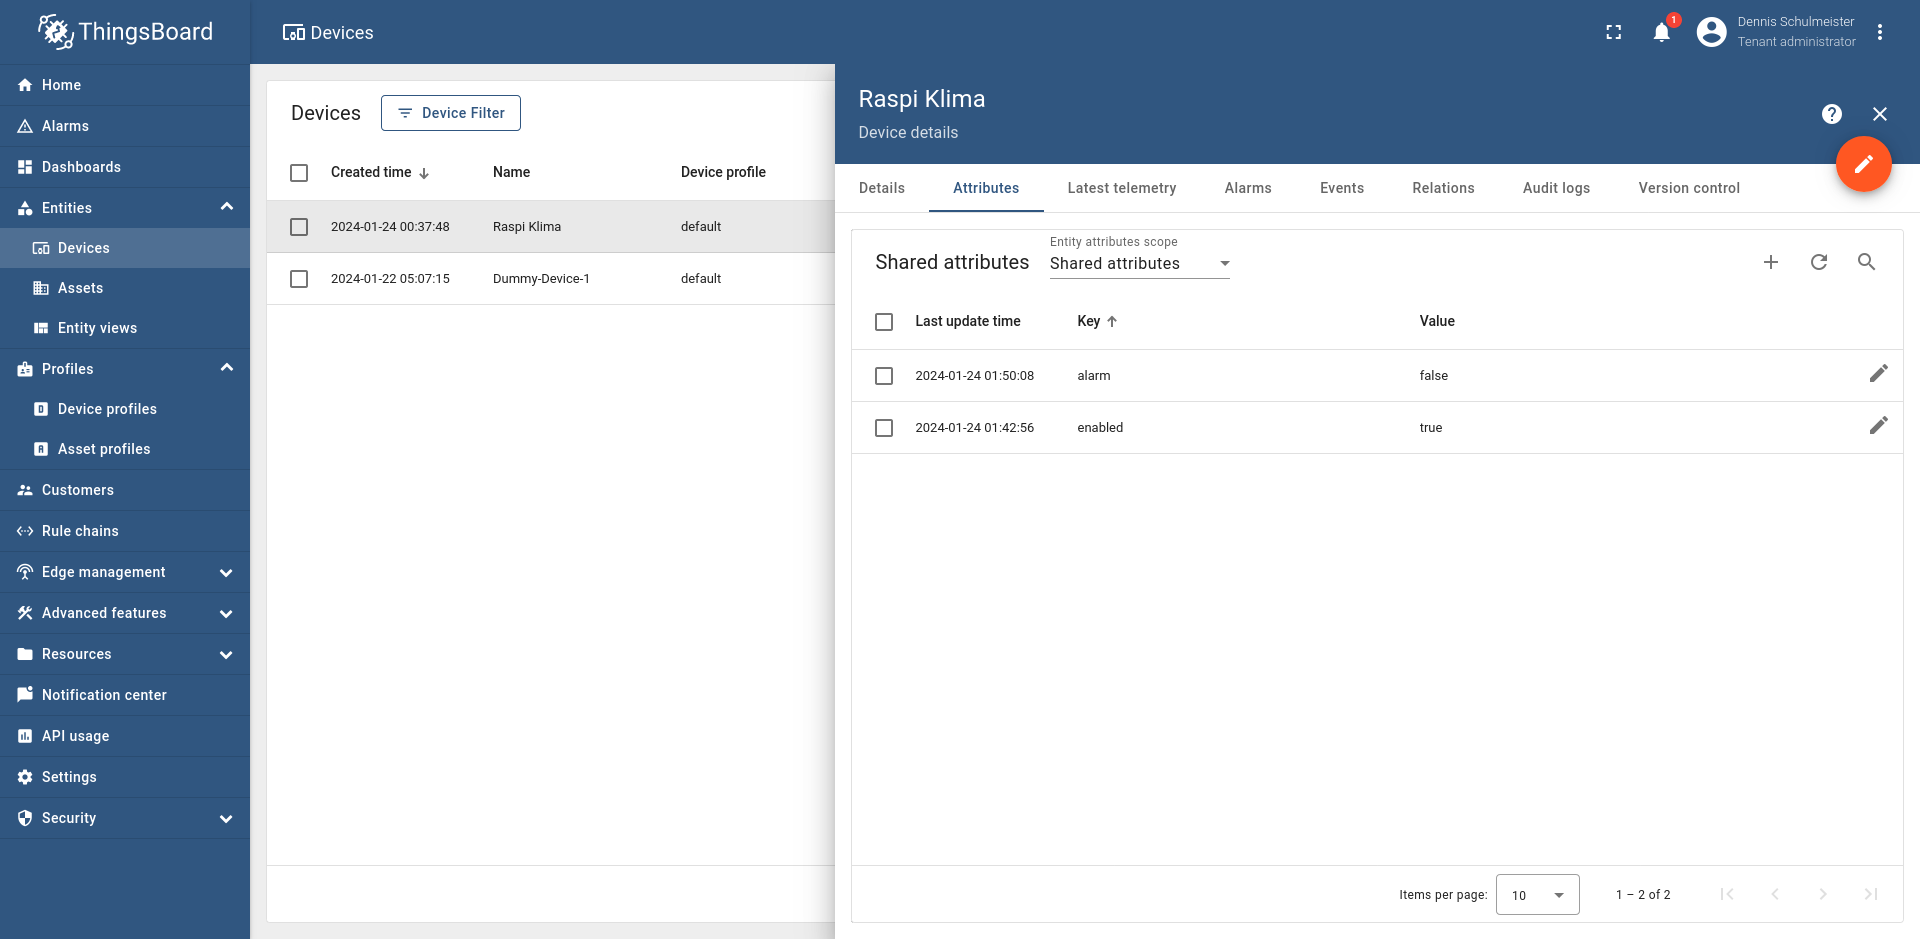 ThingsBoard
Devices
1
Dennis Schulmeister
Tenant administrator
Home
Alarms
Dashboards
Entities
Devices
Assets
Entity views
Profiles
Device profiles
Asset profiles
Customers
Rule chains
Edge management
Advanced features
Resources
Notification center
API usage
Settings
Security
Devices
Device Filter
Created time Name Device profile
2024-01-24 00:37:48 Raspi Klima default
2024-01-22 05:07:15 Dummy-Device-1 default
Raspi Klima
Device details
Details Attributes Latest telemetry Alarms Events Relations Audit logs Version control
Entity attributes scope
Shared attributes Shared attributes
Last update time Key Value
2024-01-24 01:50:08 alarm false
2024-01-24 01:42:56 enabled true
Items per page: 10 1 – 2 of 2